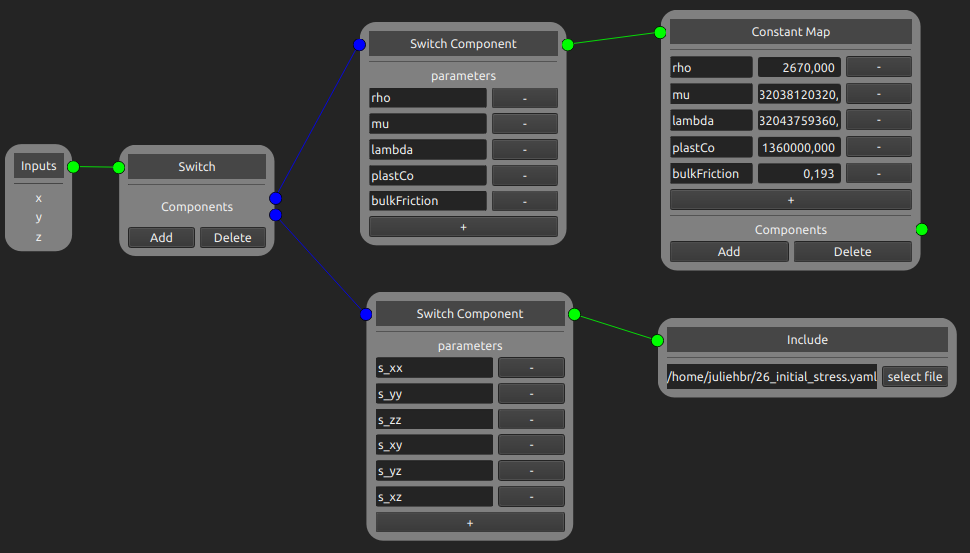 Inputs
x
y
z
Switch
Components
Add Delete
Switch Component
parameters
rho -
mu -
lambda -
plastCo -
bulkFriction -
+
Constant Map
rho 2670,000 -
mu 32038120320, -
lambda 32043759360, -
plastCo 1360000,000 -
bulkFriction 0,193 -
+
Components
Add Delete
Switch Component
parameters
s_xx -
s_yy -
s_zz -
s_xy -
s_yz -
s_xz -
+
Include
/home/juliehbr/26_initial_stress.yaml select file